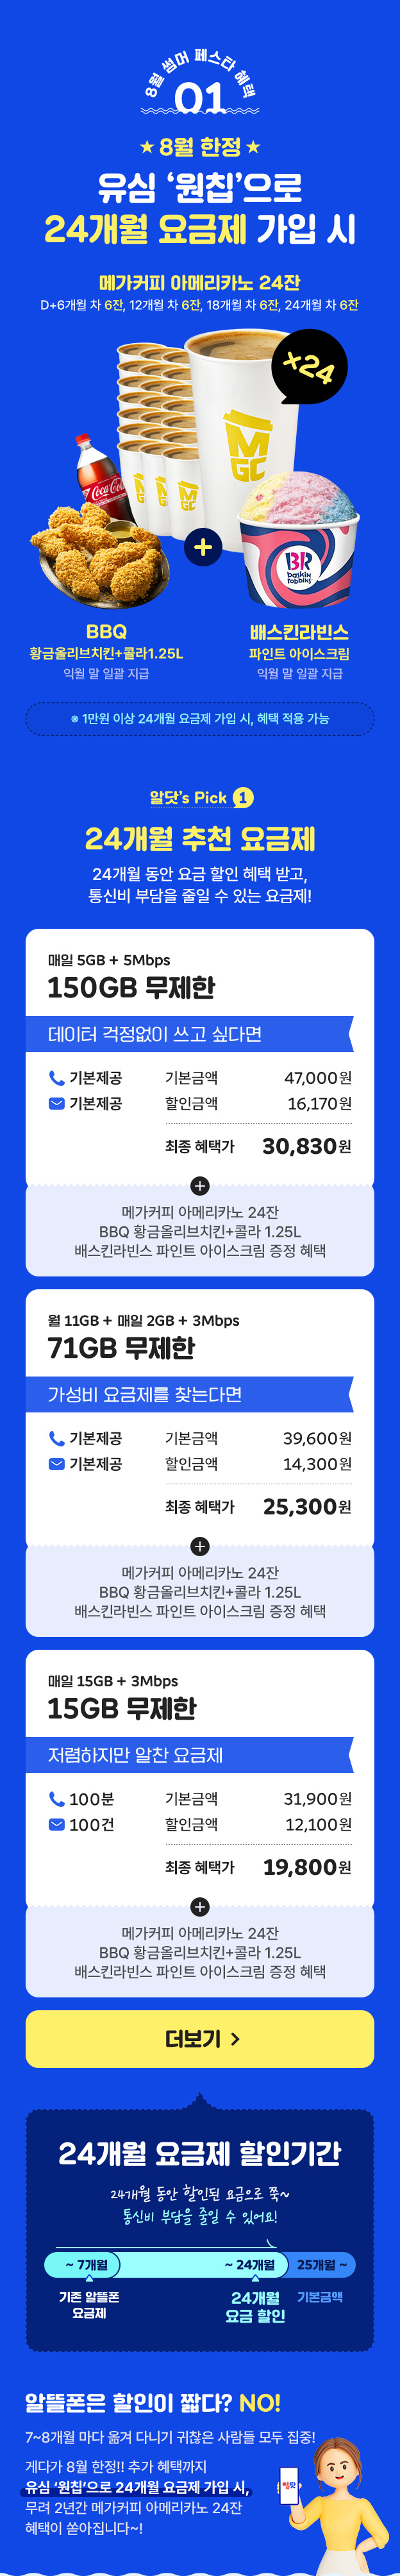 8월 썸머 페스타 혜택
01
★ 8월 한정 ★
유심 ‘원칩’으로
24개월 요금제 가입 시
메가커피 아메리카노 24잔
D+6개월 차 6잔, 12개월 차 6잔, 18개월 차 6잔, 24개월 차 6잔
×24
MGC
Coca-Cola
+
BR
baskin robbins
BBQ
황금올리브치킨+콜라1.25L
익월 말 일괄 지급
배스킨라빈스
파인트 아이스크림
익월 말 일괄 지급
※ 1만원 이상 24개월 요금제 가입 시, 혜택 적용 가능
알닷’s Pick 1
24개월 추천 요금제
24개월 동안 요금 할인 혜택 받고,
통신비 부담을 줄일 수 있는 요금제!
매일 5GB + 5Mbps
150GB 무제한
데이터 걱정없이 쓰고 싶다면
기본제공 기본금액 47,000원
기본제공 할인금액 16,170원
최종 혜택가 30,830원
+
메가커피 아메리카노 24잔
BBQ 황금올리브치킨+콜라 1.25L
배스킨라빈스 파인트 아이스크림 증정 혜택
월 11GB + 매일 2GB + 3Mbps
71GB 무제한
가성비 요금제를 찾는다면
기본제공 기본금액 39,600원
기본제공 할인금액 14,300원
최종 혜택가 25,300원
+
메가커피 아메리카노 24잔
BBQ 황금올리브치킨+콜라 1.25L
배스킨라빈스 파인트 아이스크림 증정 혜택
매일 15GB + 3Mbps
15GB 무제한
저렴하지만 알찬 요금제
100분 기본금액 31,900원
100건 할인금액 12,100원
최종 혜택가 19,800원
+
메가커피 아메리카노 24잔
BBQ 황금올리브치킨+콜라 1.25L
배스킨라빈스 파인트 아이스크림 증정 혜택
더보기 >
24개월 요금제 할인기간
24개월 동안 할인된 요금으로 쭉~
통신비 부담을 줄일 수 있어요!
~ 7개월 ~ 24개월 25개월 ~
기존 알뜰폰
요금제
24개월
요금 할인
기본금액
알뜰폰은 할인이 짧다? NO!
7~8개월 마다 옮겨 다니기 귀찮은 사람들 모두 집중!
게다가 8월 한정!! 추가 혜택까지
유심 ‘원칩’으로 24개월 요금제 가입 시,
무려 2년간 메가커피 아메리카노 24잔
혜택이 쏟아집니다~!
알닷